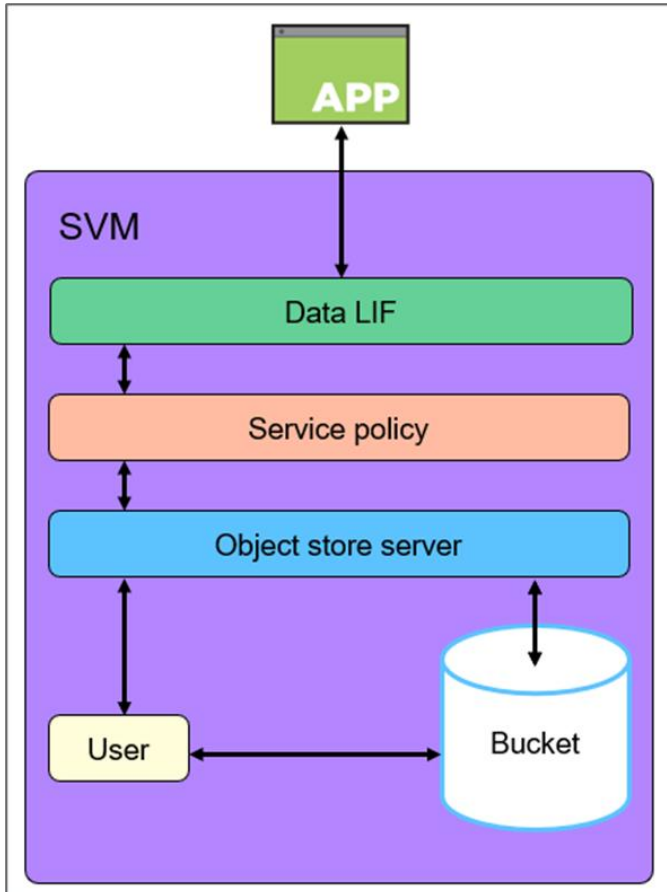 APP
SVM
Data LIF
Service policy
Object store server
User
Bucket